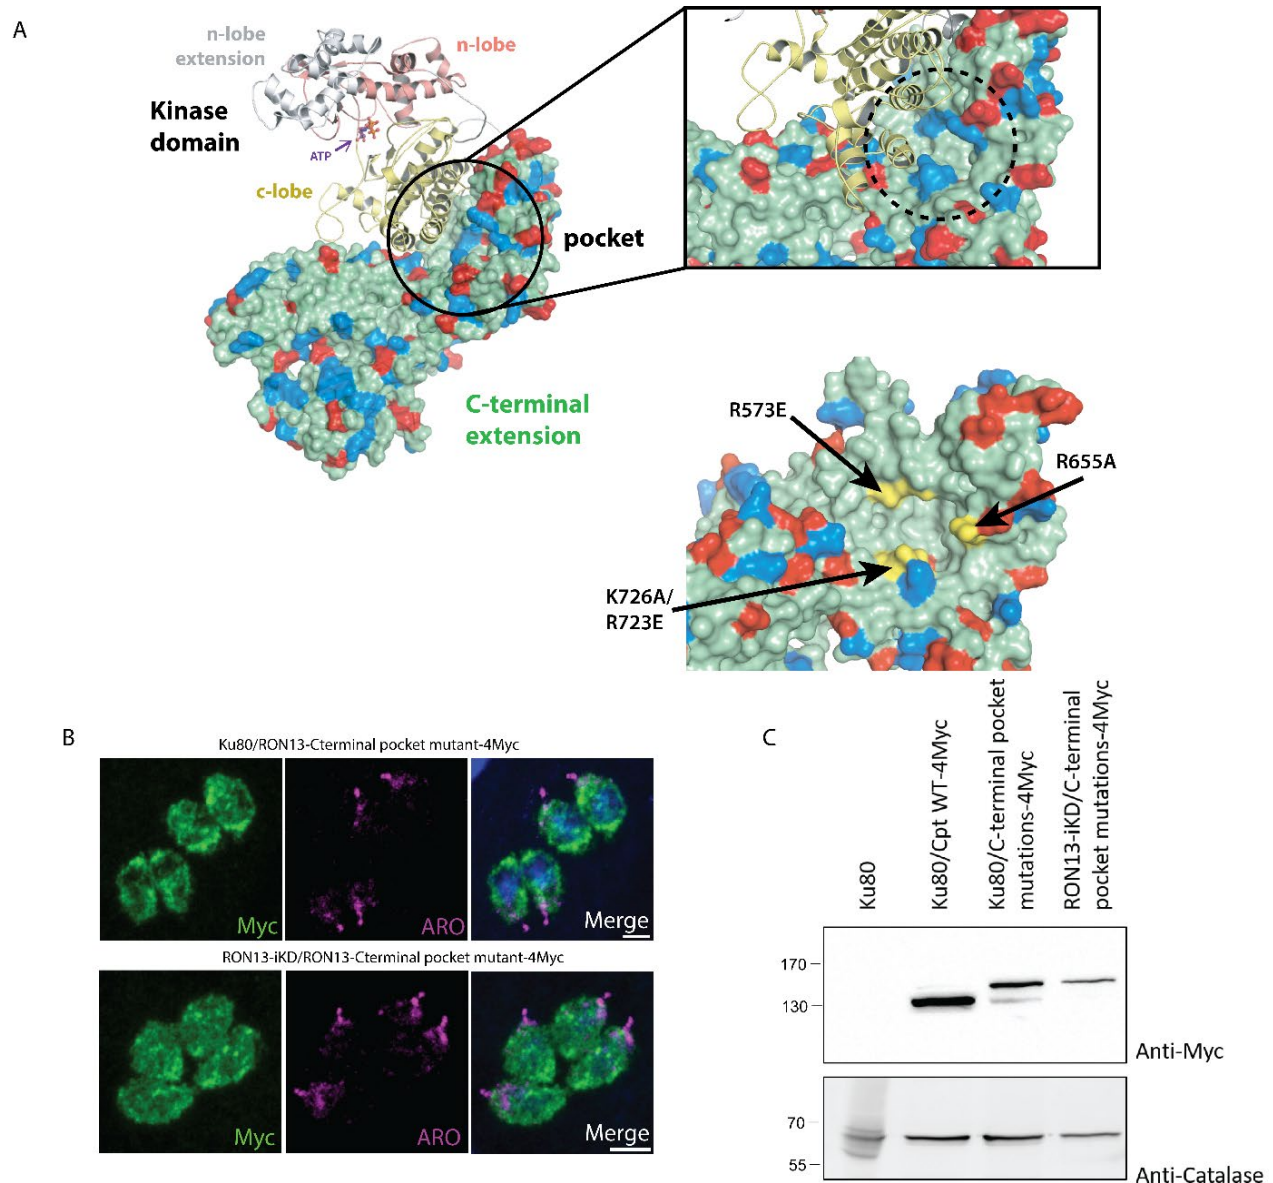 A
n-lobe
extension
n-lobe
Kinase
domain
ATP
c-lobe
pocket
C-terminal
extension
R573E
R655A
K726A/
R723E
B
Ku80/RON13-Cterminal pocket mutant-4Myc
Myc
ARO
Merge
RON13-iKD/RON13-Cterminal pocket mutant-4Myc
Myc
ARO
Merge
C
Ku80
Ku80/Cpt WT-4Myc
Ku80/C-terminal pocket
mutations-4Myc
RON13-iKD/C-terminal
pocket mutations-4Myc
170
130
Anti-Myc
70
55
Anti-Catalase